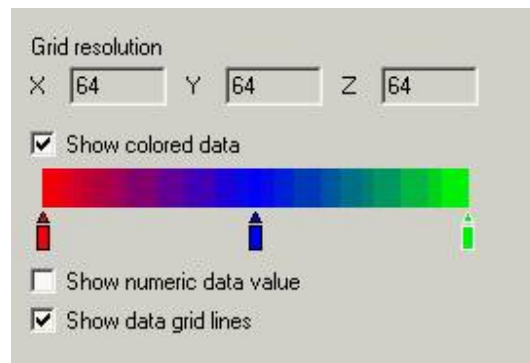 Grid resolution
X 64 Y 64 Z 64
Show colored data
Show numeric data value
Show data grid lines